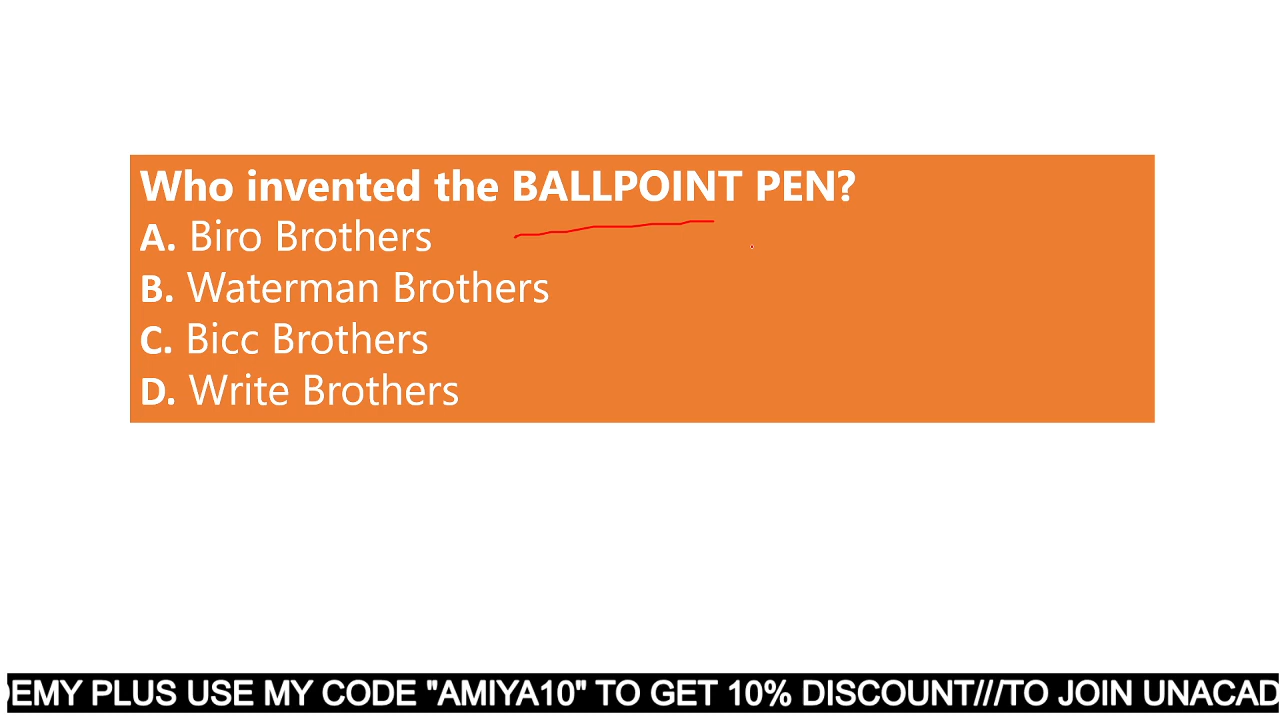 Who invented the BALLPOINT PEN?
A. Biro Brothers
B. Waterman Brothers
C. Bicc Brothers
D. Write Brothers
DEMY PLUS USE MY CODE "AMIYA10" TO GET 10% DISCOUNT///TO JOIN UNACAD